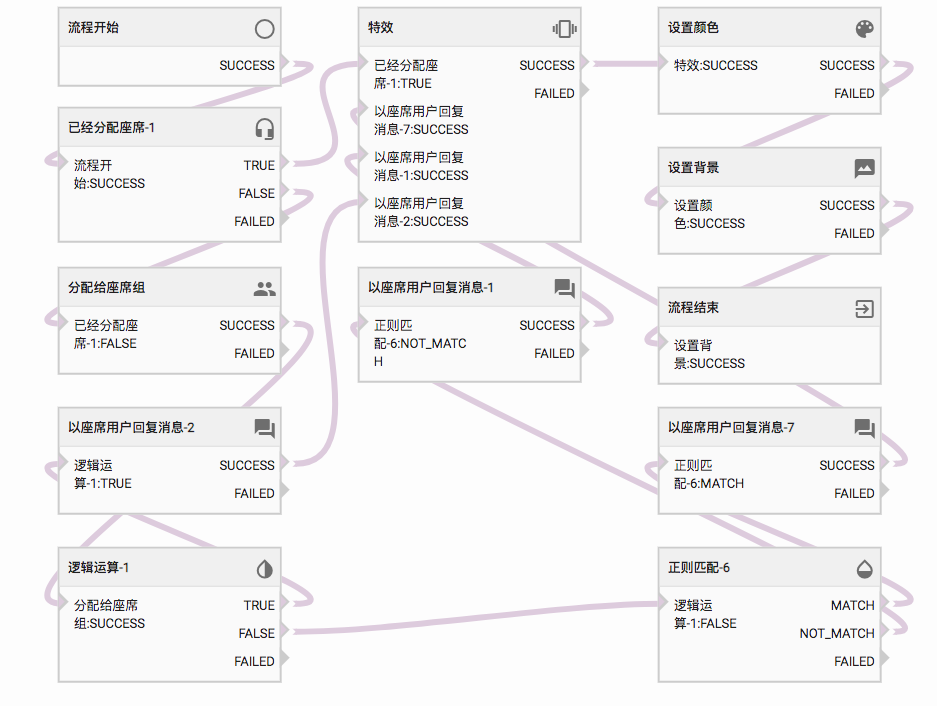 流程开始
SUCCESS
已经分配座席-1
流程开
始:SUCCESS
TRUE
FALSE
FAILED
分配给座席组
已经分配座
席-1:FALSE
SUCCESS
FAILED
以座席用户回复消息-2
逻辑运
算-1:TRUE
SUCCESS
FAILED
逻辑运算-1
分配给座席
组:SUCCESS
TRUE
FALSE
FAILED
特效
已经分配座
席-1:TRUE
以座席用户回复
消息-7:SUCCESS
以座席用户回复
消息-1:SUCCESS
以座席用户回复
消息-2:SUCCESS
SUCCESS
FAILED
以座席用户回复消息-1
正则匹
配-6:NOT_MATC
H
SUCCESS
FAILED
设置颜色
特效:SUCCESS
SUCCESS
FAILED
设置背景
设置颜
色:SUCCESS
SUCCESS
FAILED
流程结束
设置背
景:SUCCESS
以座席用户回复消息-7
正则匹
配-6:MATCH
SUCCESS
FAILED
正则匹配-6
逻辑运
算-1:FALSE
MATCH
NOT_MATCH
FAILED